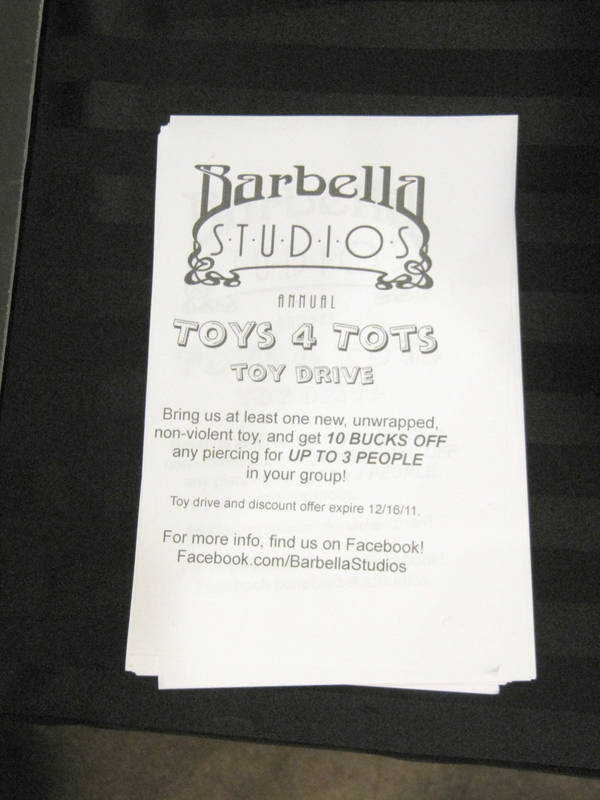 Barbella
S·T·U·D·I·O·S
ANNUAL
TOYS 4 TOTS
TOY DRIVE
Bring us at least one new, unwrapped,
non-violent toy, and get 10 BUCKS OFF
any piercing for UP TO 3 PEOPLE
in your group!
Toy drive and discount offer expire 12/16/11.
For more info, find us on Facebook!
Facebook.com/BarbellaStudios